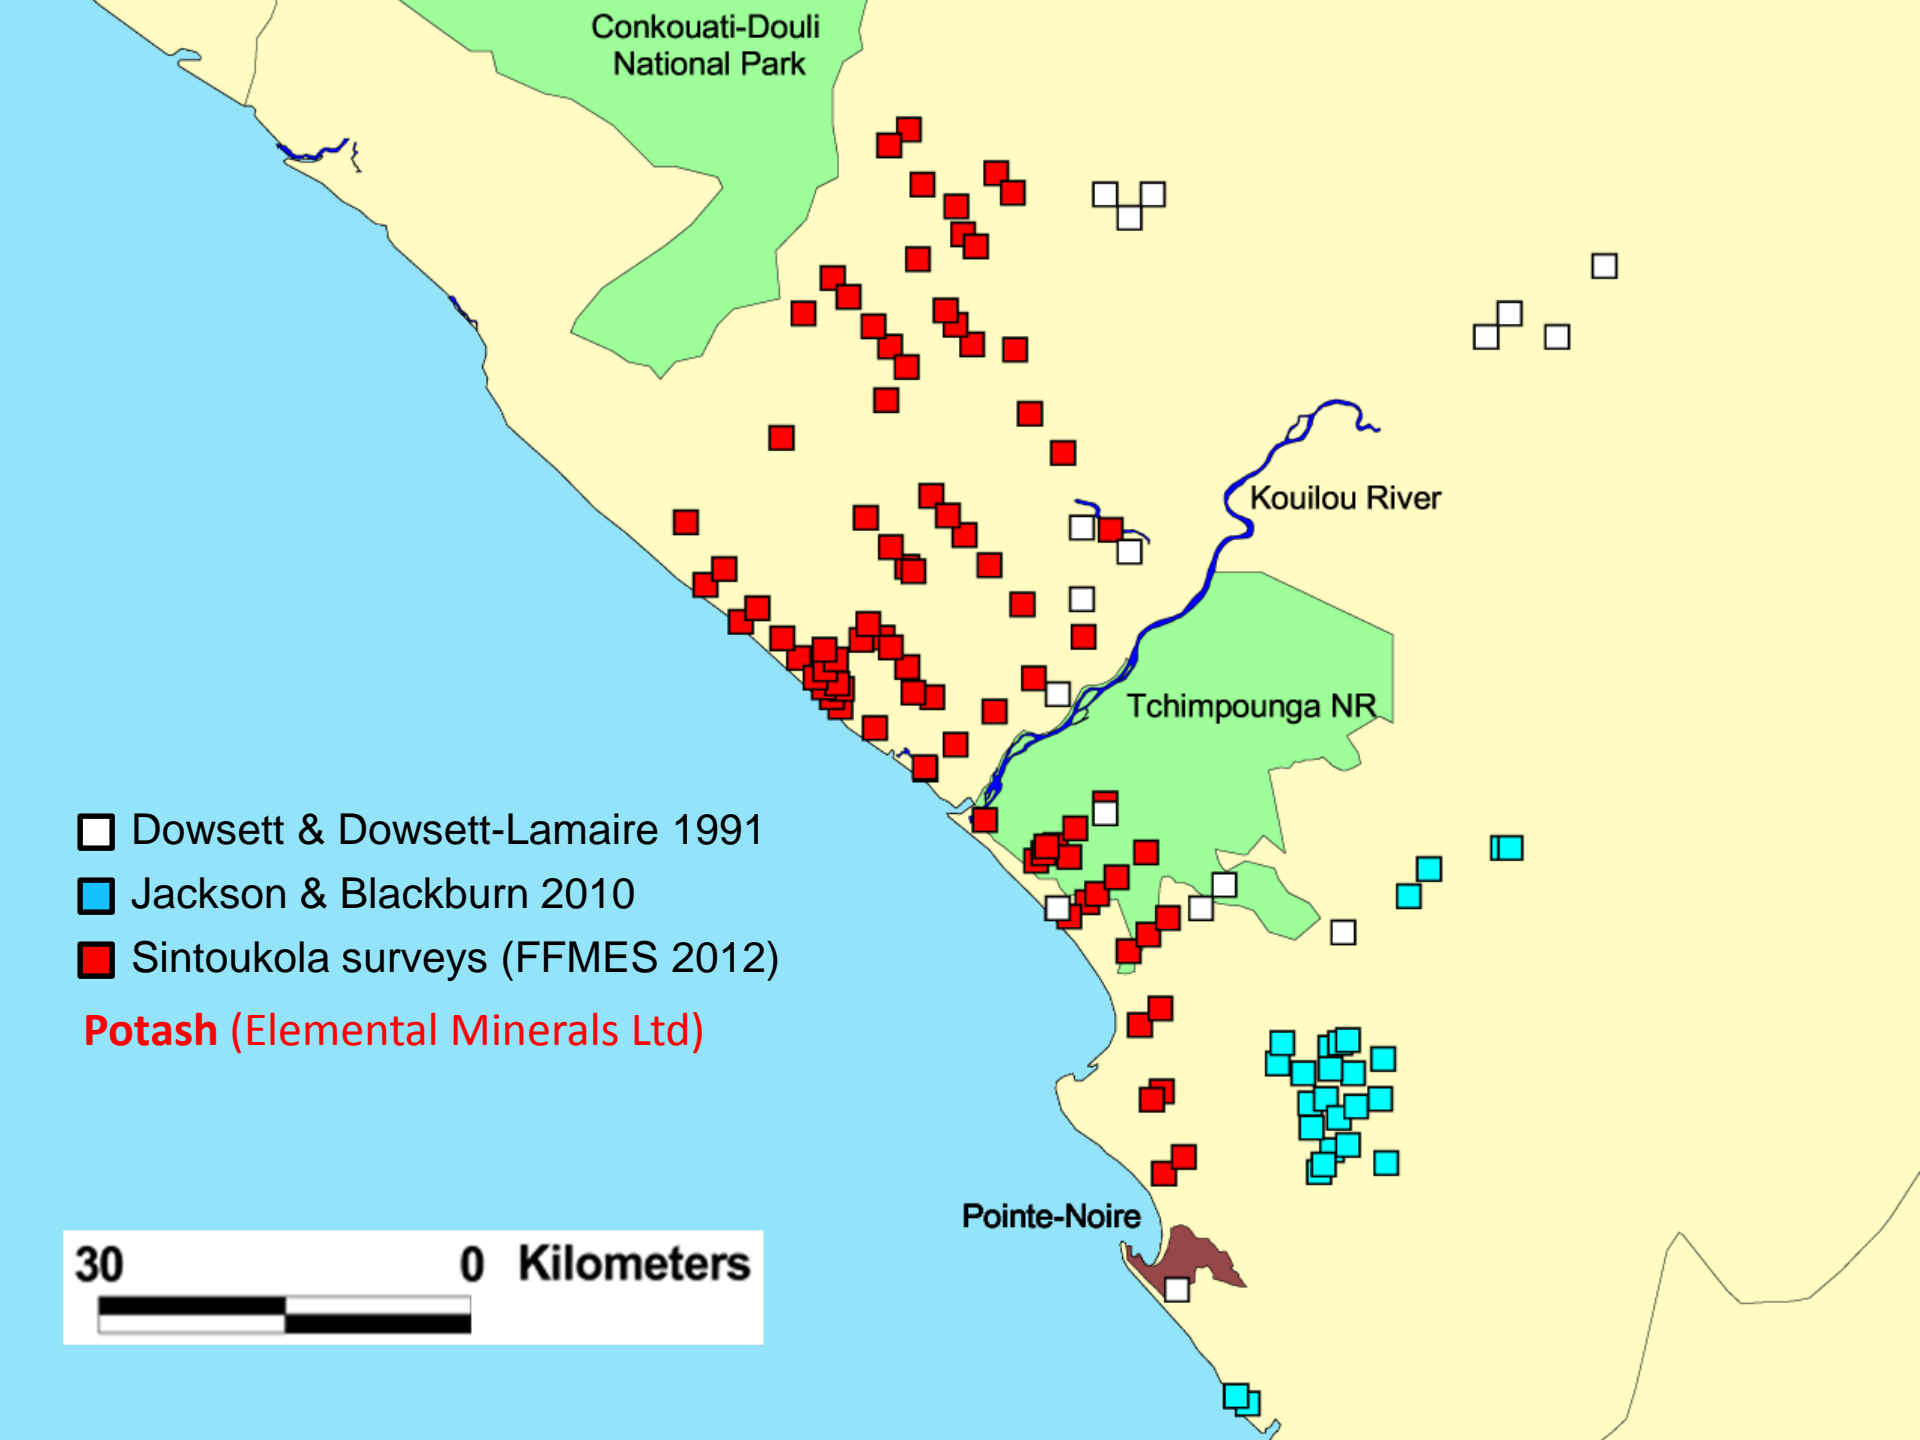 Conkouati-Douli
National Park
Kouilou River
Tchimpounga NR
Dowsett & Dowsett-Lamaire 1991
Jackson & Blackburn 2010
Sintoukola surveys (FFMES 2012)
Potash (Elemental Minerals Ltd)
Pointe-Noire
30 0 Kilometers